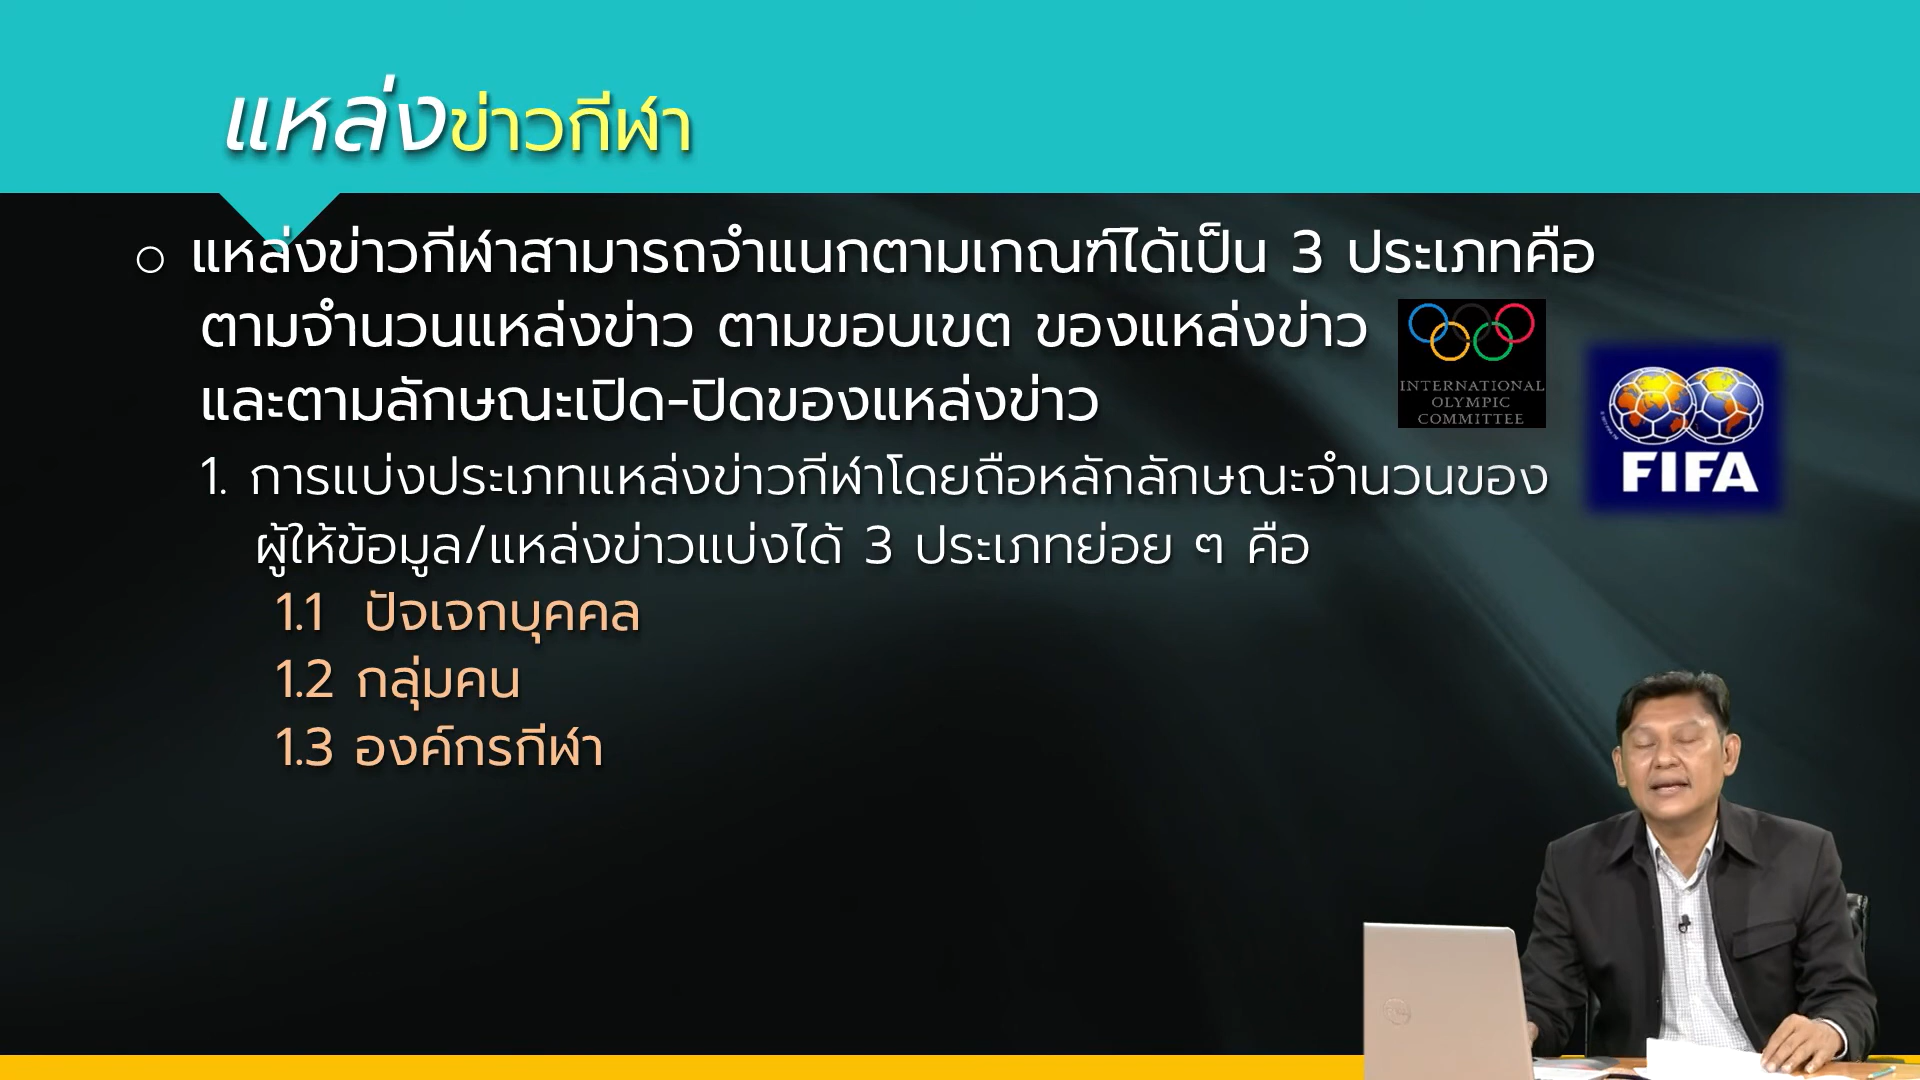 แหล่งข่าวกีฬา
o แหล่งข่าวกีฬาสามารถจำแนกตามเกณฑ์ได้เป็น 3 ประเภทคือ
ตามจำนวนแหล่งข่าว ตามขอบเขต ของแหล่งข่าว
และตามลักษณะเปิด-ปิดของแหล่งข่าว
INTERNATIONAL
OLYMPIC
COMMITTEE
FIFA
1. การแบ่งประเภทแหล่งข่าวกีฬาโดยถือหลักลักษณะจำนวนของ
ผู้ให้ข้อมูล/แหล่งข่าวแบ่งได้ 3 ประเภทย่อย ๆ คือ
1.1 ปัจเจกบุคคล
1.2 กลุ่มคน
1.3 องค์กรกีฬา